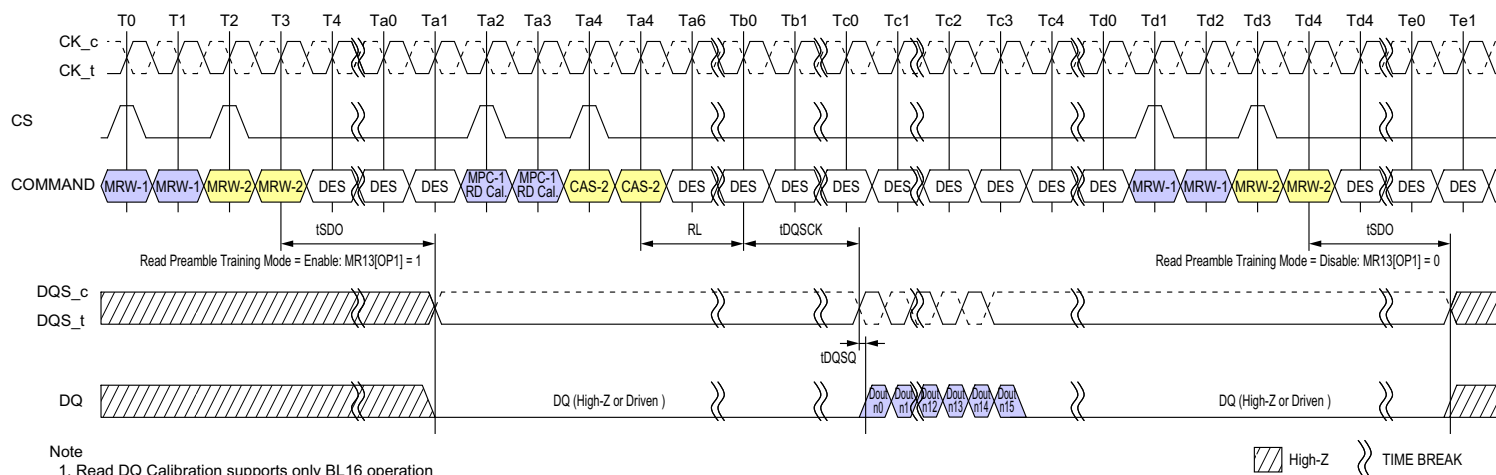 T0 T1 T2 T3 T4 Ta0 Ta1 Ta2 Ta3 Ta4 Ta4 Ta6 Tb0 Tb1 Tc0 Tc1 Tc2 Tc3 Tc4 Td0 Td1 Td2 Td3 Td4 Td4 Te0 Te1
CK_c
CK_t
CS
COMMAND MRW-1 MRW-1 MRW-2 MRW-2 DES DES DES MPC-1 RD Cal. MPC-1 RD Cal. CAS-2 CAS-2 DES DES DES DES DES DES DES DES DES MRW-1 MRW-1 MRW-2 MRW-2 DES DES DES
tSDO RL tDQSCK tSDO
Read Preamble Training Mode = Enable: MR13[OP1] = 1 Read Preamble Training Mode = Disable: MR13[OP1] = 0
DQS_c
DQS_t
tDQSQ
DQ DQ (High-Z or Driven ) Dout n0 Dout n1 Dout n12 Dout n13 Dout n14 Dout n15 DQ (High-Z or Driven )
Note
1. Read DQ Calibration supports only BL16 operation
High-Z TIME BREAK